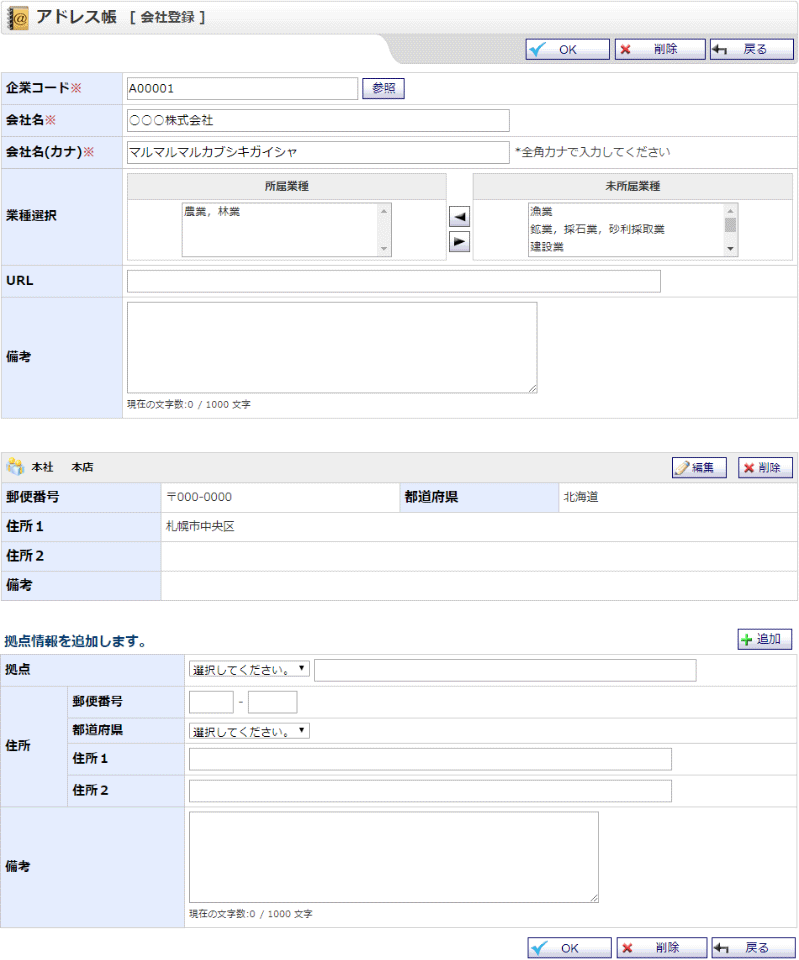 アドレス帳 [ 会社登録 ]
OK 削除 戻る
企業コード※ A00001 参照
会社名※ ○○○株式会社
会社名(カナ)※ マルマルマルカブシキガイシャ *全角カナで入力してください
業種選択
所属業種 未所属業種
農業，林業
漁業
鉱業，採石業，砂利採取業
建設業
URL
備考
現在の文字数:0 / 1000 文字
本社 本店 編集 削除
郵便番号 〒000-0000 都道府県 北海道
住所１ 札幌市中央区
住所２
備考
拠点情報を追加します。 追加
拠点 選択してください。
住所
郵便番号 -
都道府県 選択してください。
住所１
住所２
備考
現在の文字数:0 / 1000 文字
OK 削除 戻る